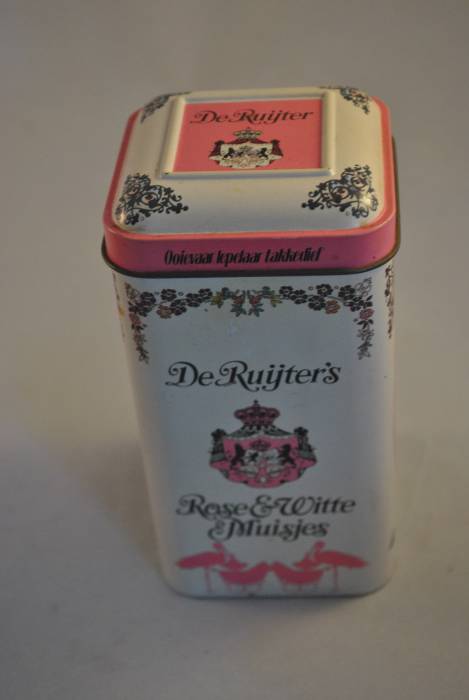 De Ruijter
Ooievaar lepelaar takkedief
De Ruijter's
Rose & Witte
Muisjes